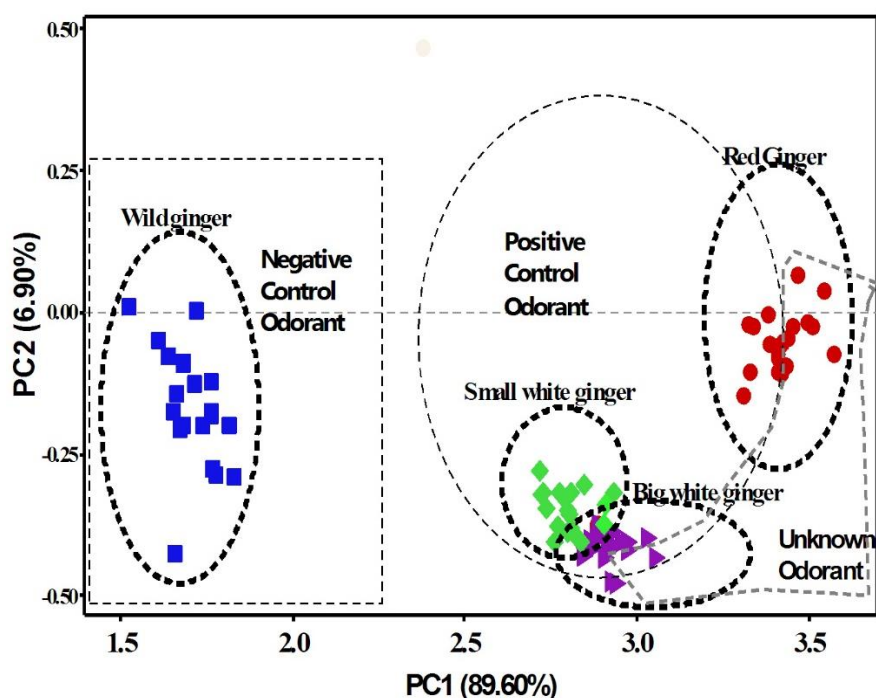 0.50
0.25
0.00
-0.25
-0.50
PC2 (6.90%)
Wild ginger
Negative
Control
Odorant
Positive
Control
Odorant
Red Ginger
Small white ginger
Big white ginger
Unknown
Odorant
1.5
2.0
2.5
3.0
3.5
PC1 (89.60%)